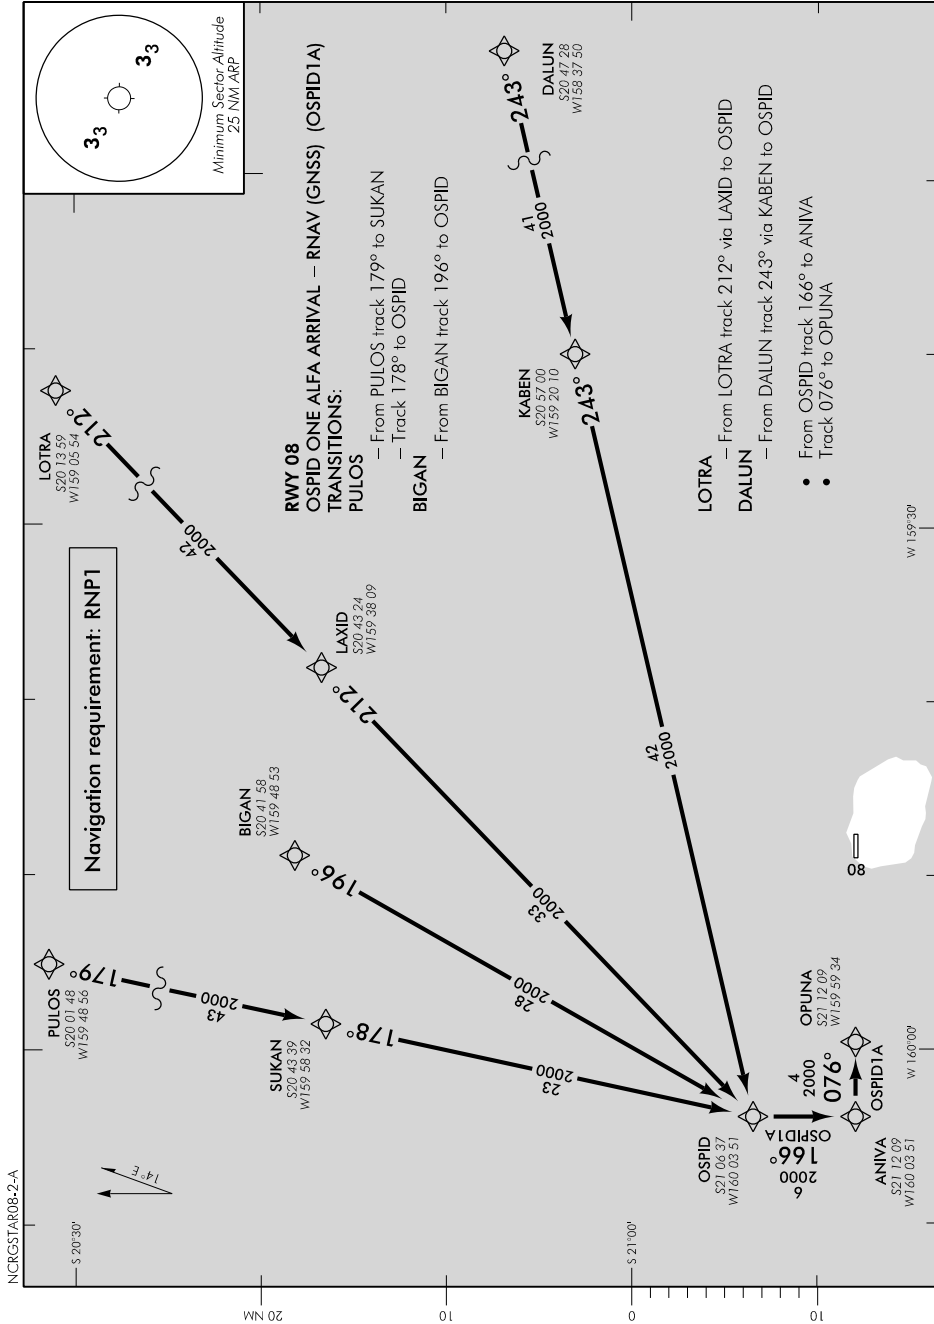 NCRGSTAR08-2-A
S 20°30'
20 NM
10
0
S 21°00'
10
W 160°00'
W 159°30'
14°E
Navigation requirement: RNP1
3₃
3₃
Minimum Sector Altitude
25 NM ARP
RWY 08
OSPID ONE ALFA ARRIVAL – RNAV (GNSS) (OSPID1A)
TRANSITIONS:
PULOS
– From PULOS track 179° to SUKAN
– Track 178° to OSPID
BIGAN
– From BIGAN track 196° to OSPID
LOTRA
– From LOTRA track 212° via LAXID to OSPID
DALUN
– From DALUN track 243° via KABEN to OSPID
• From OSPID track 166° to ANIVA
• Track 076° to OPUNA
PULOS
S20 01 48
W159 48 56
179°
43
2000
SUKAN
S20 43 39
W159 58 32
178°
23
2000
BIGAN
S20 41 58
W159 48 53
196°
28
2000
LOTRA
S20 13 59
W159 05 54
212°
42
2000
LAXID
S20 43 24
W159 38 09
212°
33
2000
DALUN
S20 47 28
W158 37 50
243°
41
2000
KABEN
S20 57 00
W159 20 10
243°
42
2000
OSPID
S21 06 37
W160 03 51
OSPID1A
166°
2000
6
ANIVA
S21 12 09
W160 03 51
4
2000
076°
OSPID1A
OPUNA
S21 12 09
W159 59 34
08